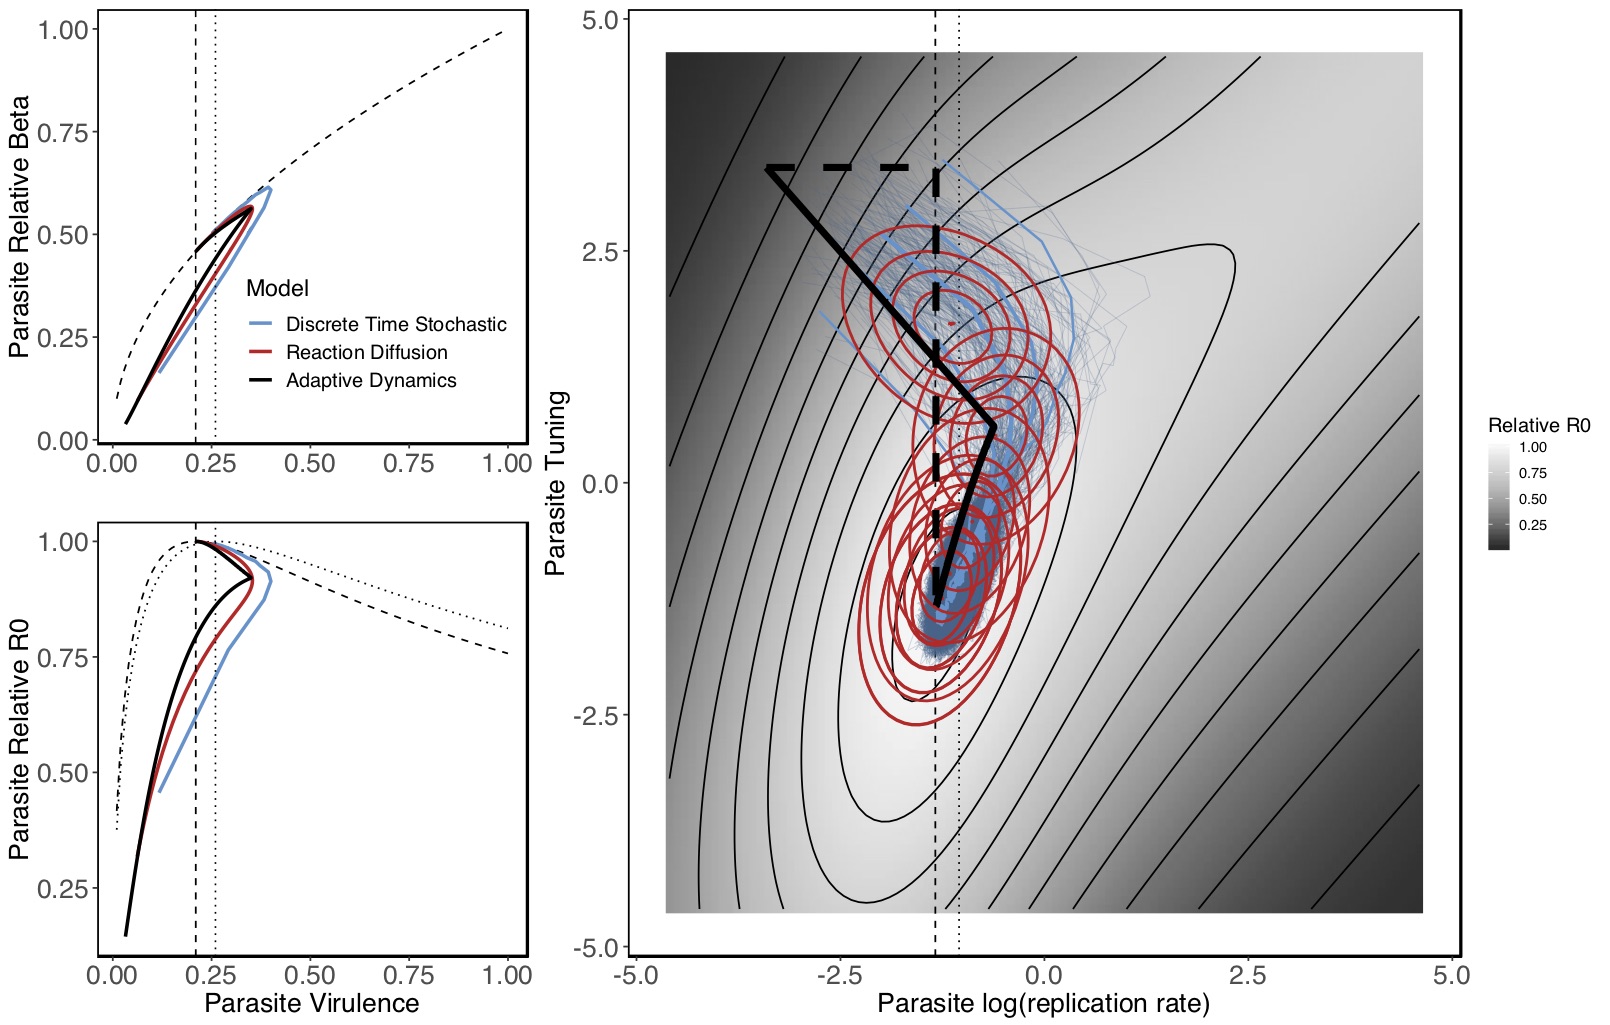 Parasite Relative Beta
1.00
0.75
0.50
0.25
0.00
0.00 0.25 0.50 0.75 1.00
Model
Discrete Time Stochastic
Reaction Diffusion
Adaptive Dynamics
Parasite Relative R0
1.00
0.75
0.50
0.25
0.00 0.25 0.50 0.75 1.00
Parasite Virulence
Parasite Tuning
5.0
2.5
0.0
-2.5
-5.0
-5.0 -2.5 0.0 2.5 5.0
Parasite log(replication rate)
Relative R0
1.00
0.75
0.50
0.25